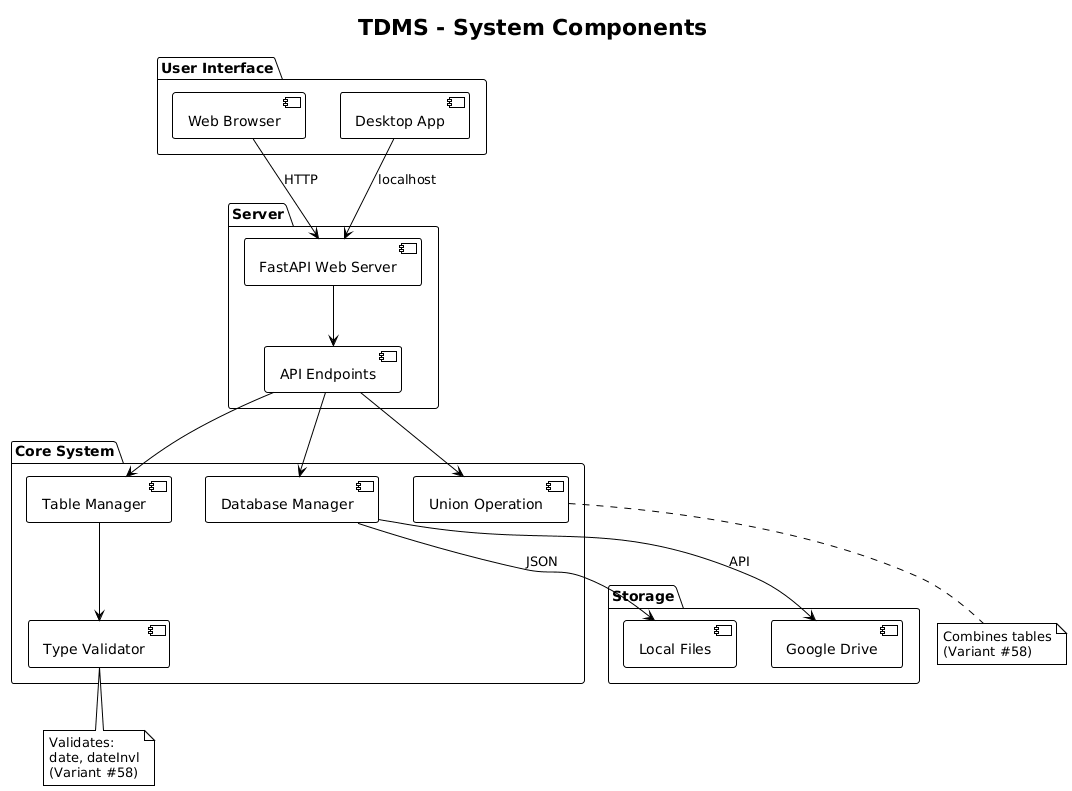 TDMS - System Components
User Interface
Web Browser
Desktop App
HTTP
localhost
Server
FastAPI Web Server
API Endpoints
Core System
Table Manager
Database Manager
Union Operation
JSON
API
Storage
Type Validator
Local Files
Google Drive
Combines tables
(Variant #58)
Validates:
date, dateInvl
(Variant #58)